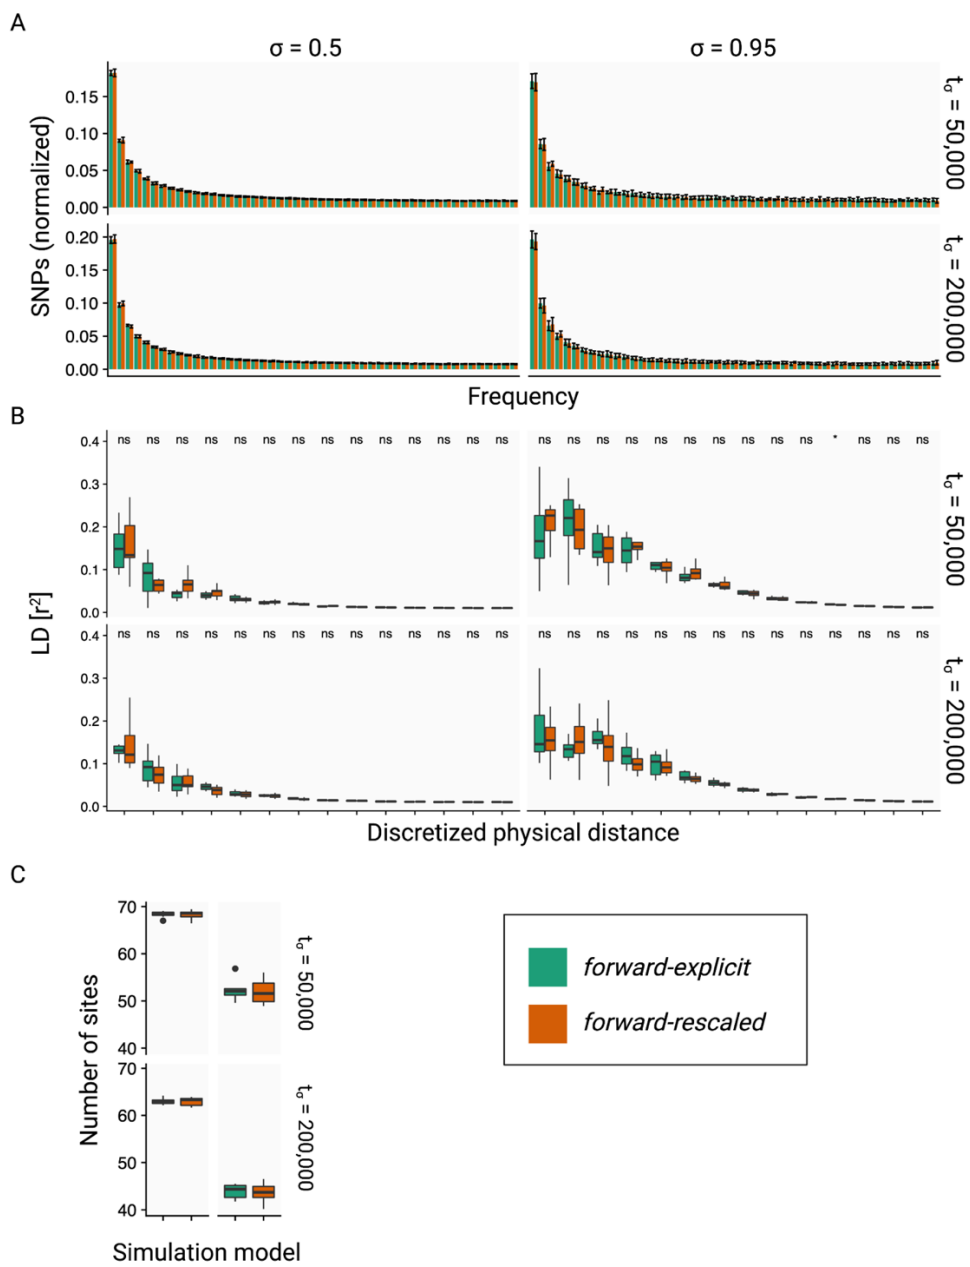 A
σ = 0.5
σ = 0.95
SNPs (normalized)
0.15
0.10
0.05
0.00
tσ = 50,000
0.20
0.15
0.10
0.05
0.00
tσ = 200,000
Frequency
B
LD [r²]
0.4
0.3
0.2
0.1
0.0
ns ns ns ns ns ns ns ns ns ns ns ns ns ns
ns ns ns ns ns ns ns ns ns ns * ns ns ns
tσ = 50,000
0.4
0.3
0.2
0.1
0.0
ns ns ns ns ns ns ns ns ns ns ns ns ns ns
ns ns ns ns ns ns ns ns ns ns ns ns ns ns
tσ = 200,000
Discretized physical distance
C
Number of sites
70
60
50
40
tσ = 50,000
70
60
50
40
tσ = 200,000
Simulation model
forward-explicit
forward-rescaled